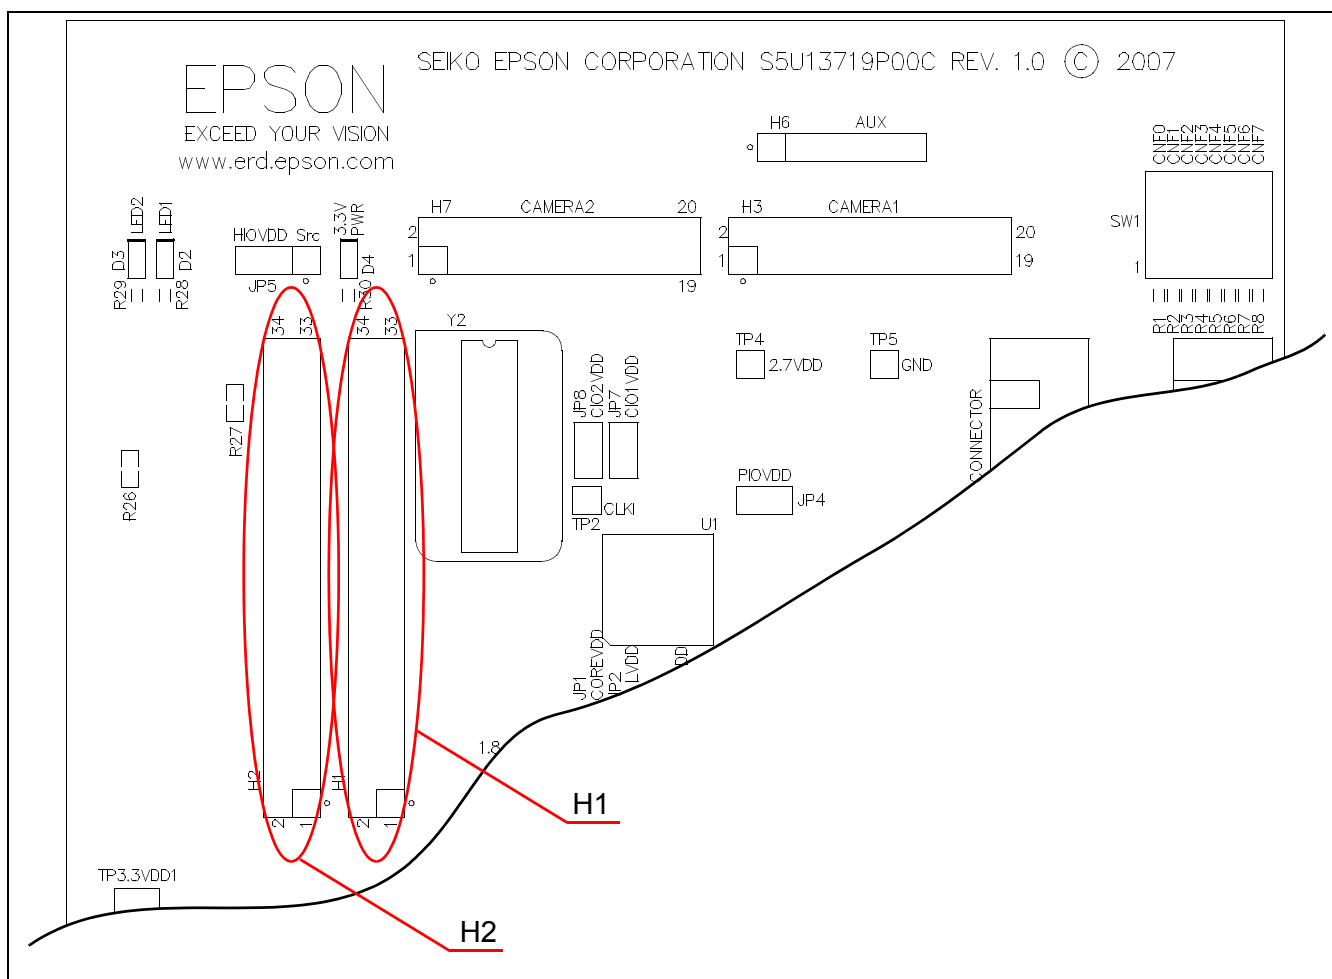 SEIKO EPSON CORPORATION S5U13719P00C REV. 1.0 © 2007
EPSON
EXCEED YOUR VISION
www.erd.epson.com
H6 AUX
CNF0
CNF1
CNF2
CNF3
CNF4
CNF5
CNF6
CNF7
SW1
1
R1
R2
R3
R4
R5
R6
R7
R8
LED2
LED1
D3
D2
R29
R28
HIOVDD Src
JP5
3.3V
PWR
D4
R30
H7 CAMERA2 20
2
1
19
H3 CAMERA1
2
1
20
19
34
33
34
33
Y2
TP4
2.7VDD
TP5
GND
CONNECTOR
JP8
CIO2VDD
JP7
CIO1VDD
R27
R26
PIOVDD
JP4
CLKI
TP2
U1
JP1
COREVDD
JP2
LVDD
DD
1.8
H2
H1
2
1
2
1
H1
TP3.3VDD1
H2